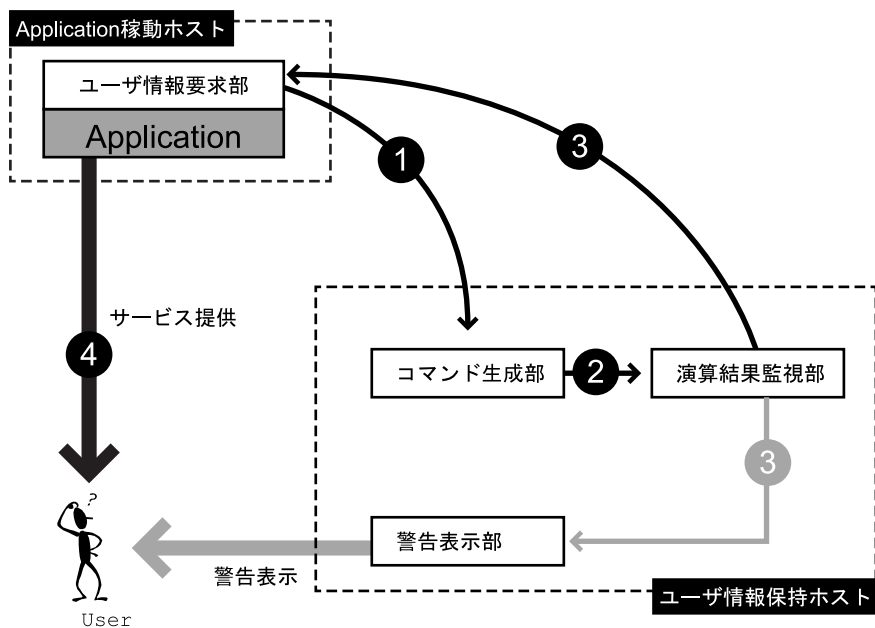 Application稼動ホスト
ユーザ情報要求部
Application
1
3
サービス提供
4
コマンド生成部
2
演算結果監視部
3
警告表示部
警告表示
?
User
ユーザ情報保持ホスト